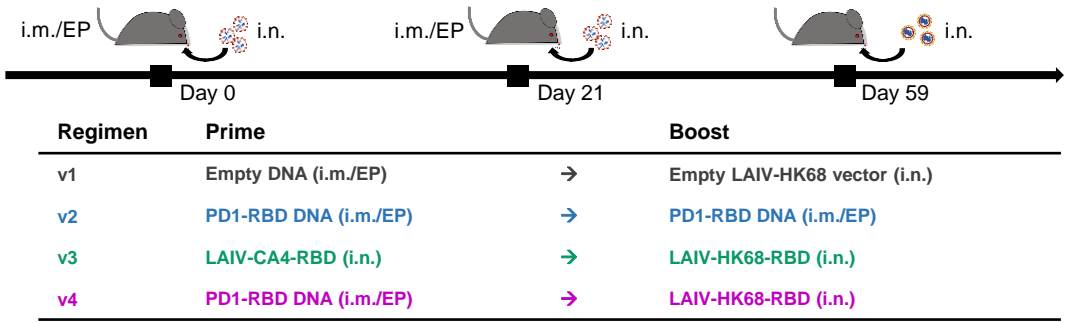 i.m./EP i.n. i.m./EP i.n. i.n.
Day 0 Day 21 Day 59
Regimen Prime Boost
v1 Empty DNA (i.m./EP) → Empty LAIV-HK68 vector (i.n.)
v2 PD1-RBD DNA (i.m./EP) → PD1-RBD DNA (i.m./EP)
v3 LAIV-CA4-RBD (i.n.) → LAIV-HK68-RBD (i.n.)
v4 PD1-RBD DNA (i.m./EP) → LAIV-HK68-RBD (i.n.)